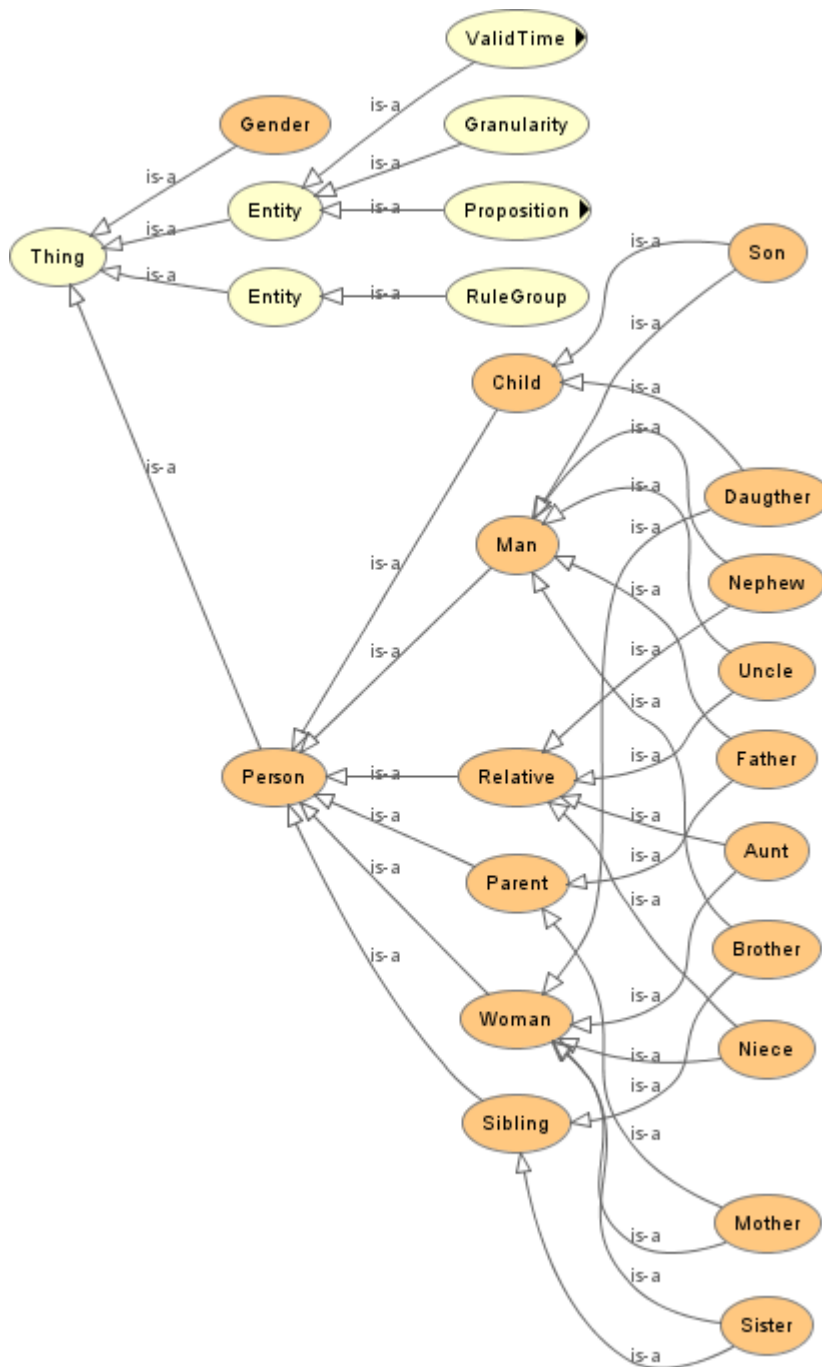 ValidTime
is-a
Gender
Granularity
is-a
is-a
Entity
Proposition
is-a
is-a
Thing
is-a
Son
is-a
Entity
RuleGroup
is-a
is-a
Child
is-a
is-a
is-a
Daugther
is-a
is-a
Man
is-a
Nephew
is-a
is-a
is-a
Uncle
is-a
is-a
Father
Person
is-a
Relative
is-a
is-a
Aunt
is-a
is-a
Parent
is-a
Brother
is-a
is-a
Woman
Niece
is-a
is-a
Sibling
is-a
Mother
is-a
is-a
Sister
is-a